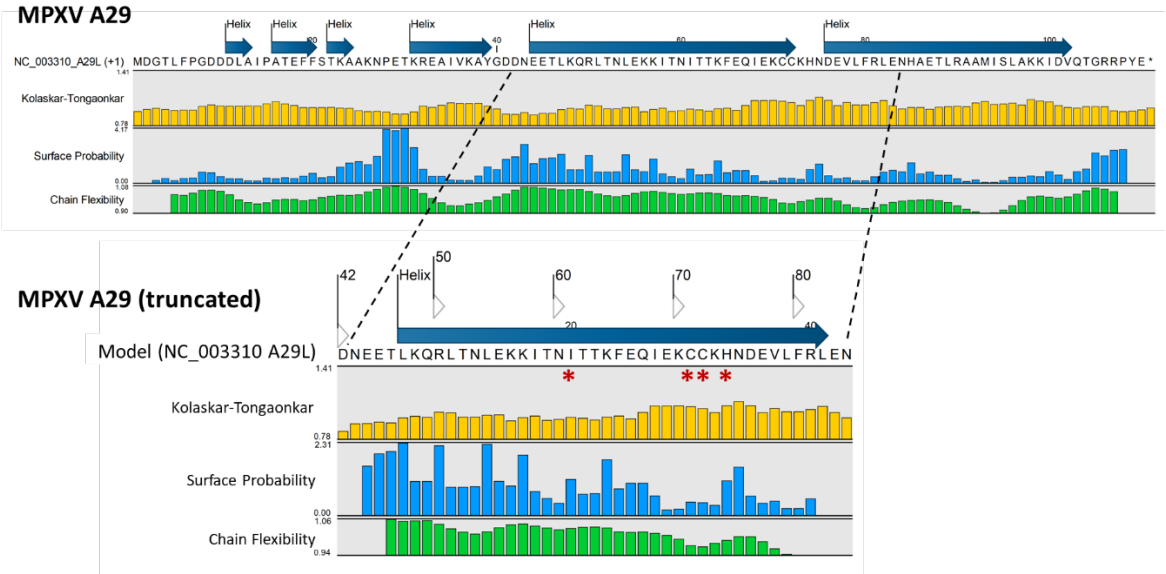 MPXV A29
Helix Helix Helix Helix Helix Helix
20 40 60 80 100
NC_003310_A29L (+1) MDGTLFPGDDDLAIPATEFFSTKAAKNPETKREAIVKAYGDDNEETLKQRLTNLEKKITNITTKFEQIEKCCKHNDEVLFRLENHAETLRAAMISLAKKIDVQTGRRPYE*
1.41
Kolaskar-Tongaonkar
0.78
4.17
Surface Probability
0.00
1.08
Chain Flexibility
0.90
42 Helix 50 60 70 80
MPXV A29 (truncated)
20 40
Model (NC_003310 A29L) DNEETLKQRLTNLEKKITNITTKFEQIEKCCKHNDEVLFRLEN
1.41
* * * *
Kolaskar-Tongaonkar
0.78
2.31
Surface Probability
0.00
1.06
Chain Flexibility
0.94